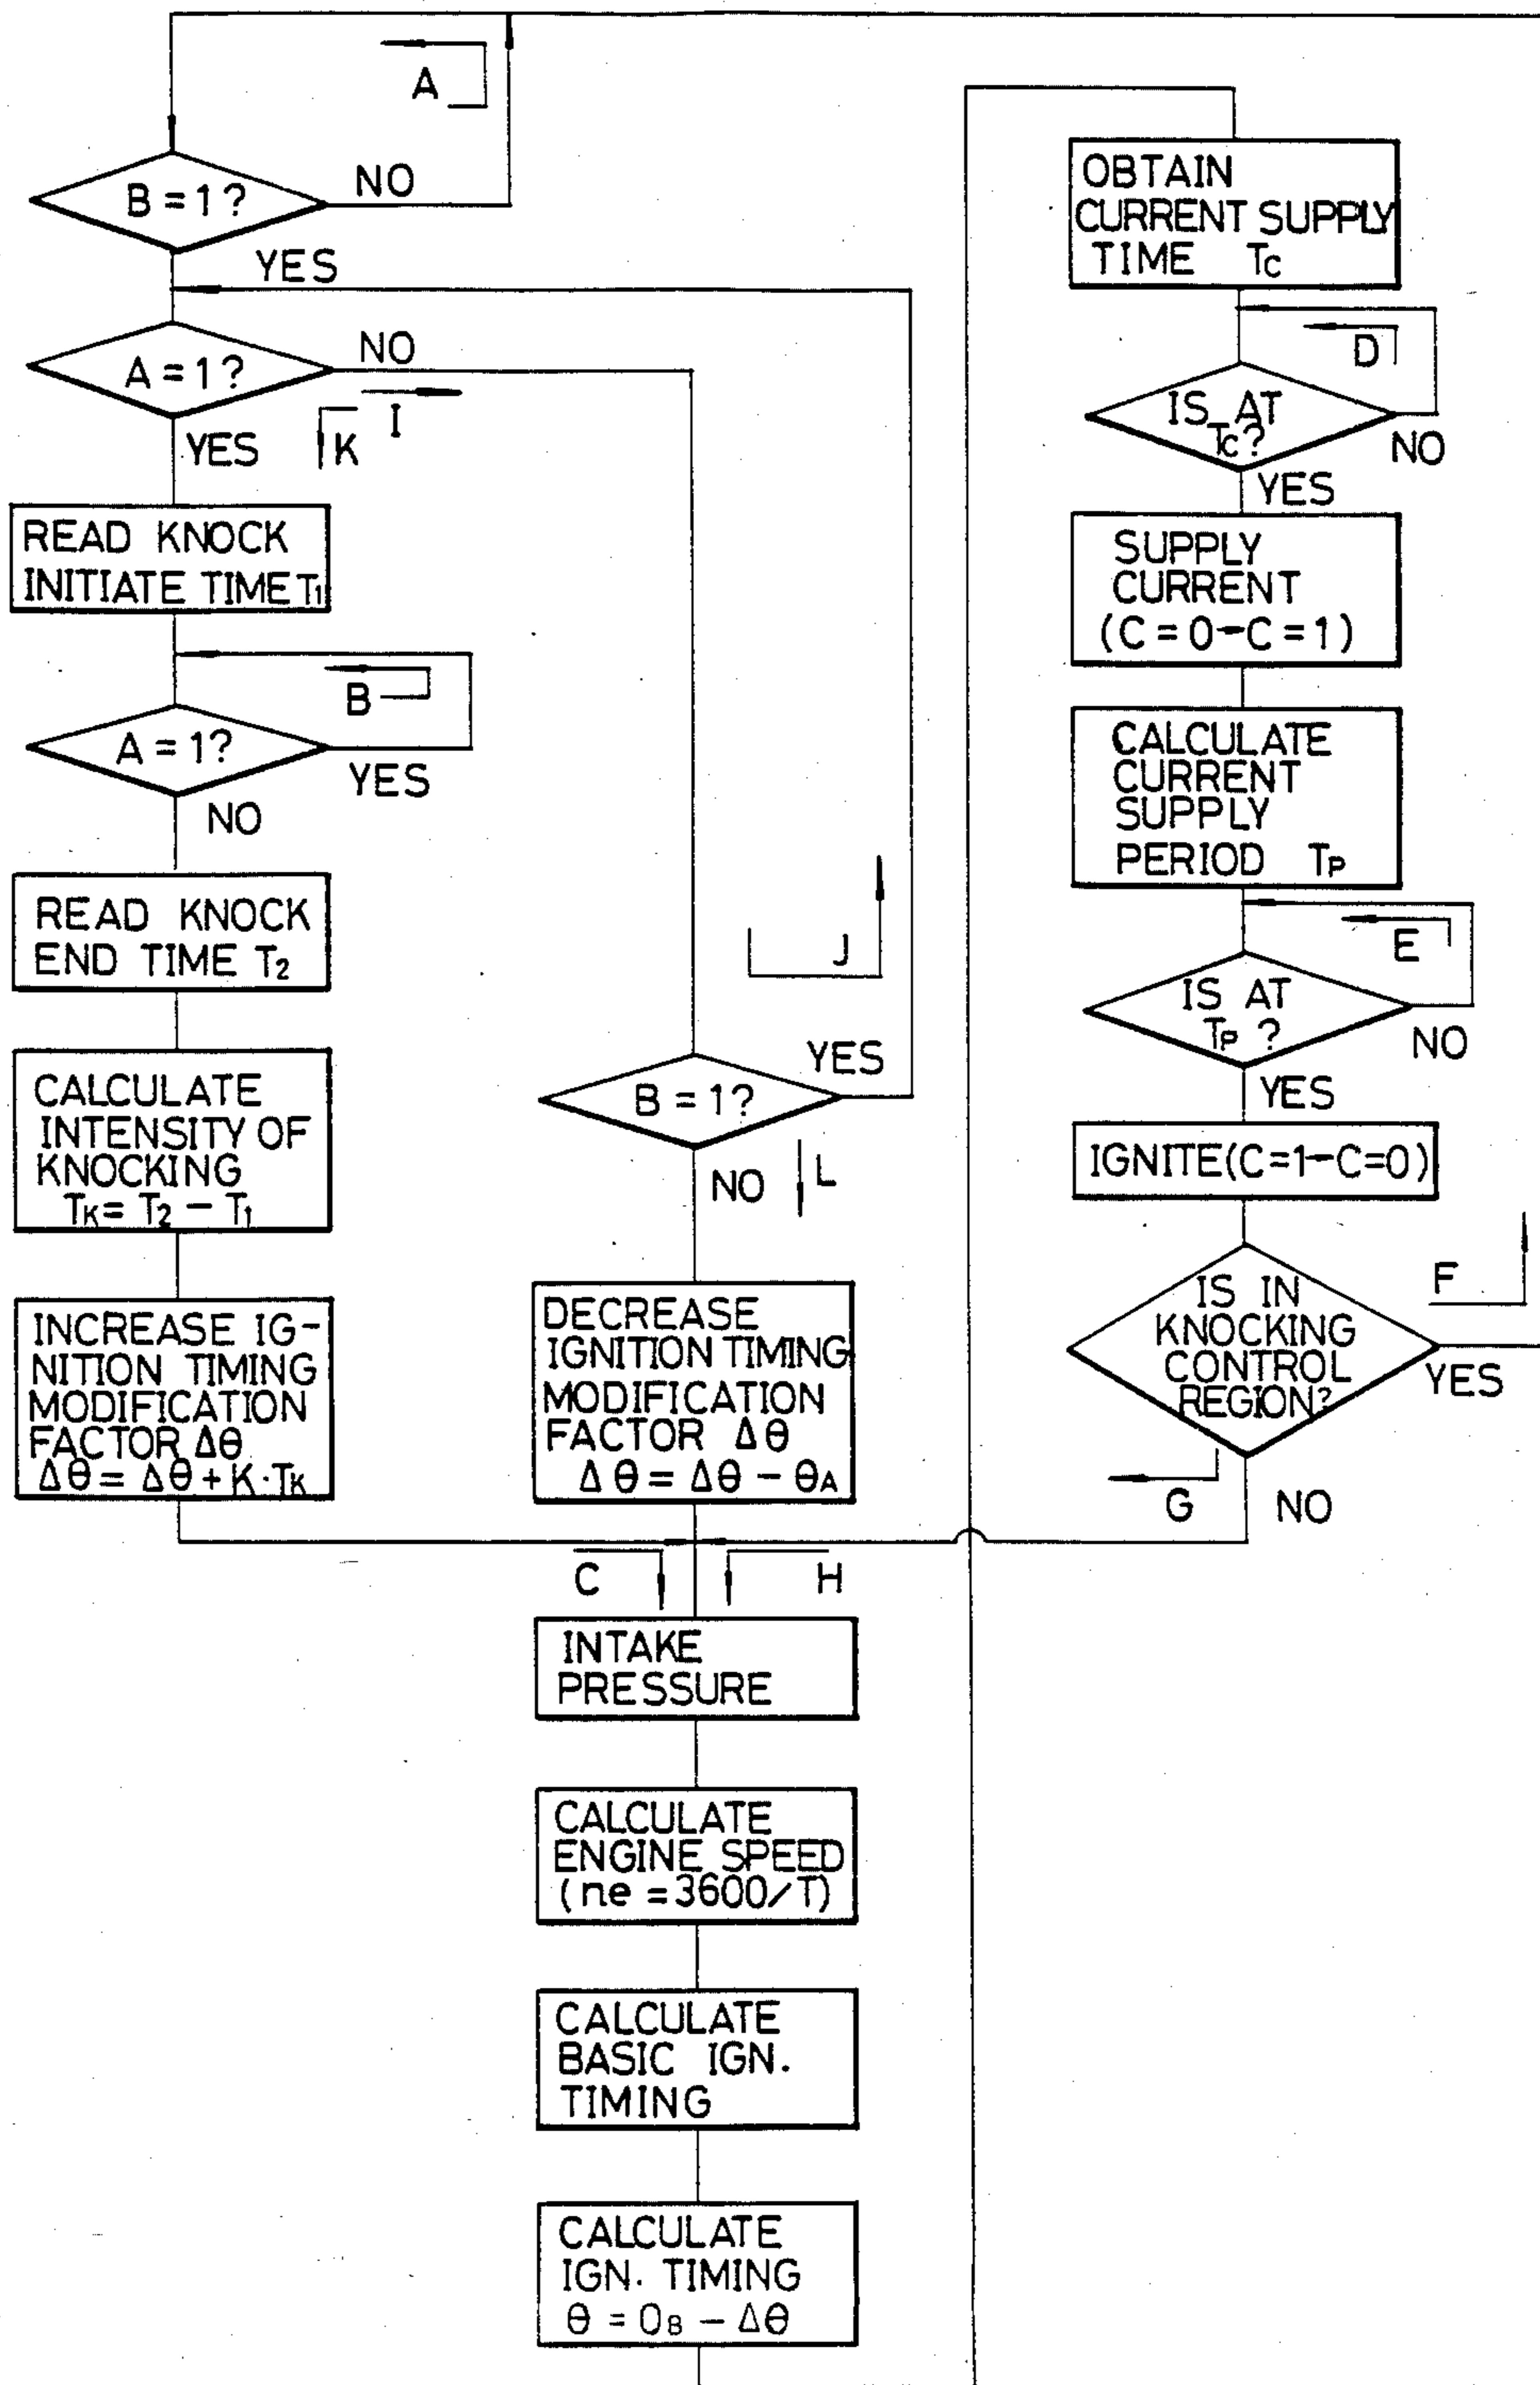 A
B = 1 ?
NO
YES
A = 1 ?
NO
I
K
YES
READ KNOCK
INITIATE TIME T1
B
A = 1 ?
YES
NO
READ KNOCK
END TIME T2
CALCULATE
INTENSITY OF
KNOCKING
TK = T2 − T1
INCREASE IG-
NITION TIMING
MODIFICATION
FACTOR Δθ
Δθ = Δθ + K·TK
J
B = 1 ?
YES
NO
L
DECREASE
IGNITION TIMING
MODIFICATION
FACTOR Δθ
Δθ = Δθ − θA
C
H
INTAKE
PRESSURE
CALCULATE
ENGINE SPEED
( ne = 3600/T)
CALCULATE
BASIC IGN.
TIMING
CALCULATE
IGN. TIMING
θ = 0B − Δθ
OBTAIN
CURRENT SUPPLY
TIME TC
D
IS AT
TC ?
NO
YES
SUPPLY
CURRENT
(C = 0−C = 1)
CALCULATE
CURRENT
SUPPLY
PERIOD TP
E
IS AT
TP ?
NO
YES
IGNITE(C=1−C=0)
F
IS IN
KNOCKING
CONTROL
REGION?
YES
G
NO